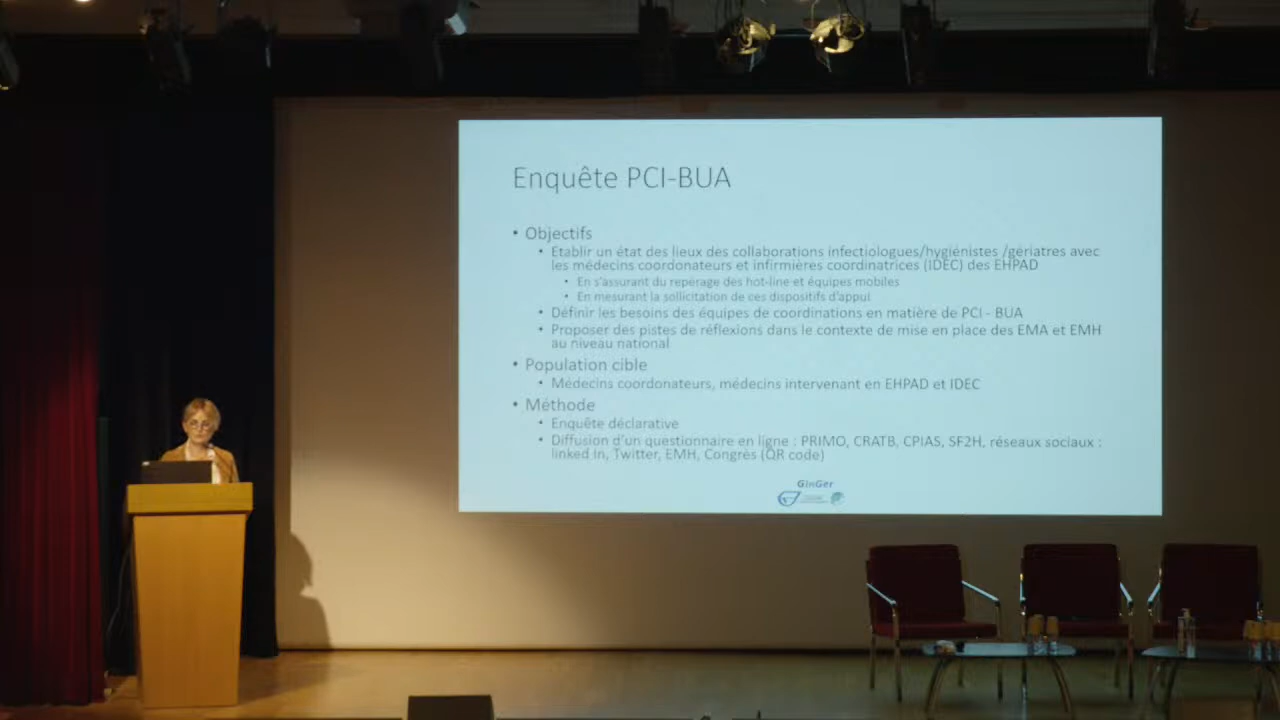 Enquête PCI-BUA
• Objectifs
• Etablir un état des lieux des collaborations infectiologues/hygiénistes /gériatres avec
les médecins coordonateurs et infirmières coordinatrices (IDEC) des EHPAD
• En s'assurant du repérage des hot-line et équipes mobiles
• En mesurant la sollicitation de ces dispositifs d'appui
• Définir les besoins des équipes de coordinations en matière de PCI - BUA
• Proposer des pistes de réflexions dans le contexte de mise en place des EMA et EMH
au niveau national
• Population cible
• Médecins coordonateurs, médecins intervenant en EHPAD et IDEC
• Méthode
• Enquête déclarative
• Diffusion d'un questionnaire en ligne : PRIMO, CRATB, CPIAS, SF2H, réseaux sociaux :
linked In, Twitter, EMH, Congrès (QR code)
GInGer